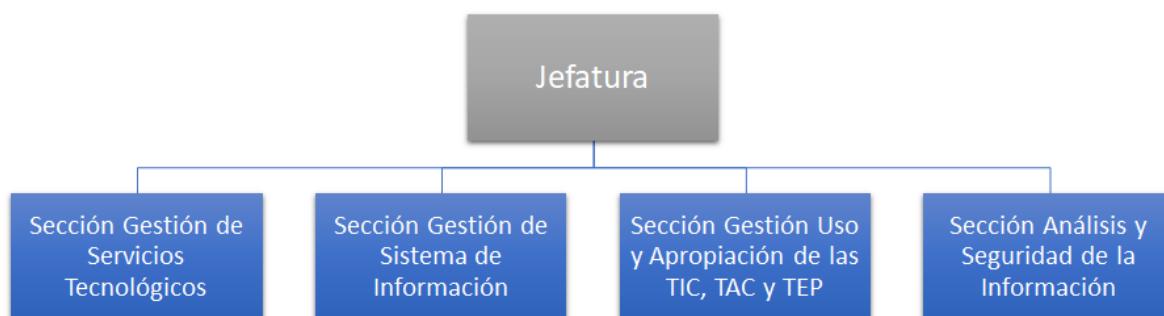 Jefatura
Sección Gestión de
Servicios
Tecnológicos
Sección Gestión de
Sistema de
Información
Sección Gestión Uso
y Apropiación de las
TIC, TAC y TEP
Sección Análisis y
Seguridad de la
Información